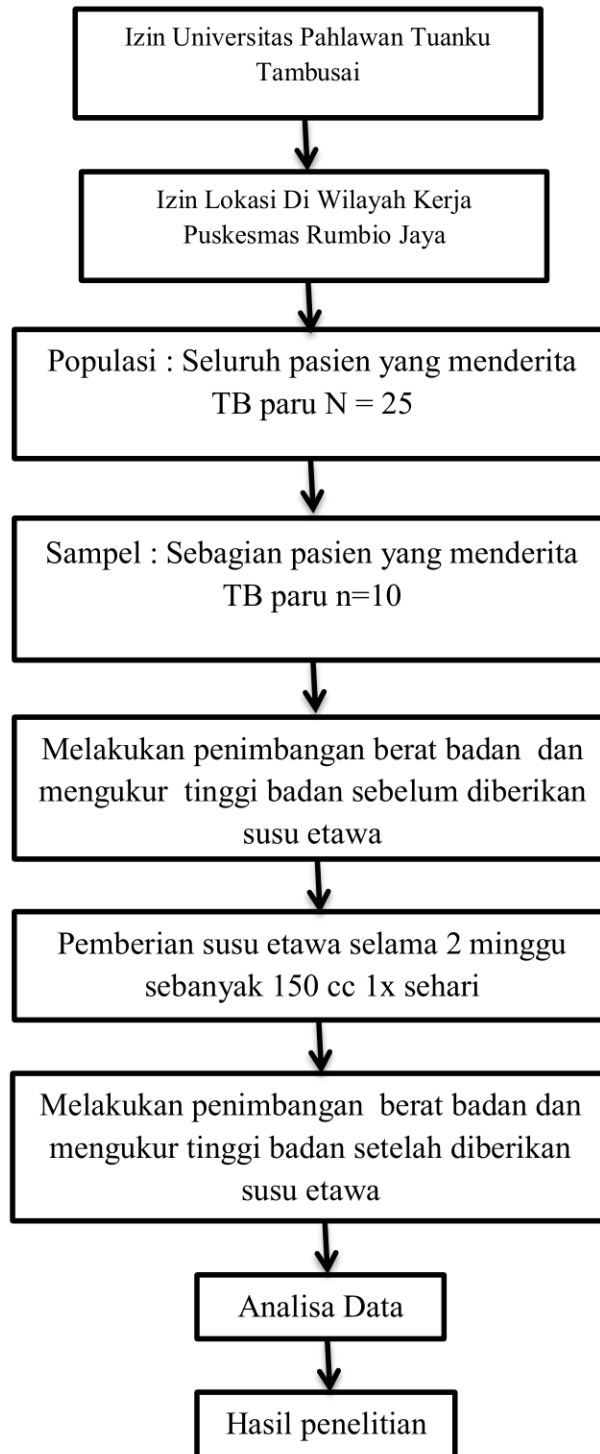 Izin Universitas Pahlawan Tuanku
Tambusai
Izin Lokasi Di Wilayah Kerja
Puskesmas Rumbio Jaya
Populasi : Seluruh pasien yang menderita
TB paru N = 25
Sampel : Sebagian pasien yang menderita
TB paru n=10
Melakukan penimbangan berat badan dan
mengukur tinggi badan sebelum diberikan
susu etawa
Pemberian susu etawa selama 2 minggu
sebanyak 150 cc 1x sehari
Melakukan penimbangan berat badan dan
mengukur tinggi badan setelah diberikan
susu etawa
Analisa Data
Hasil penelitian